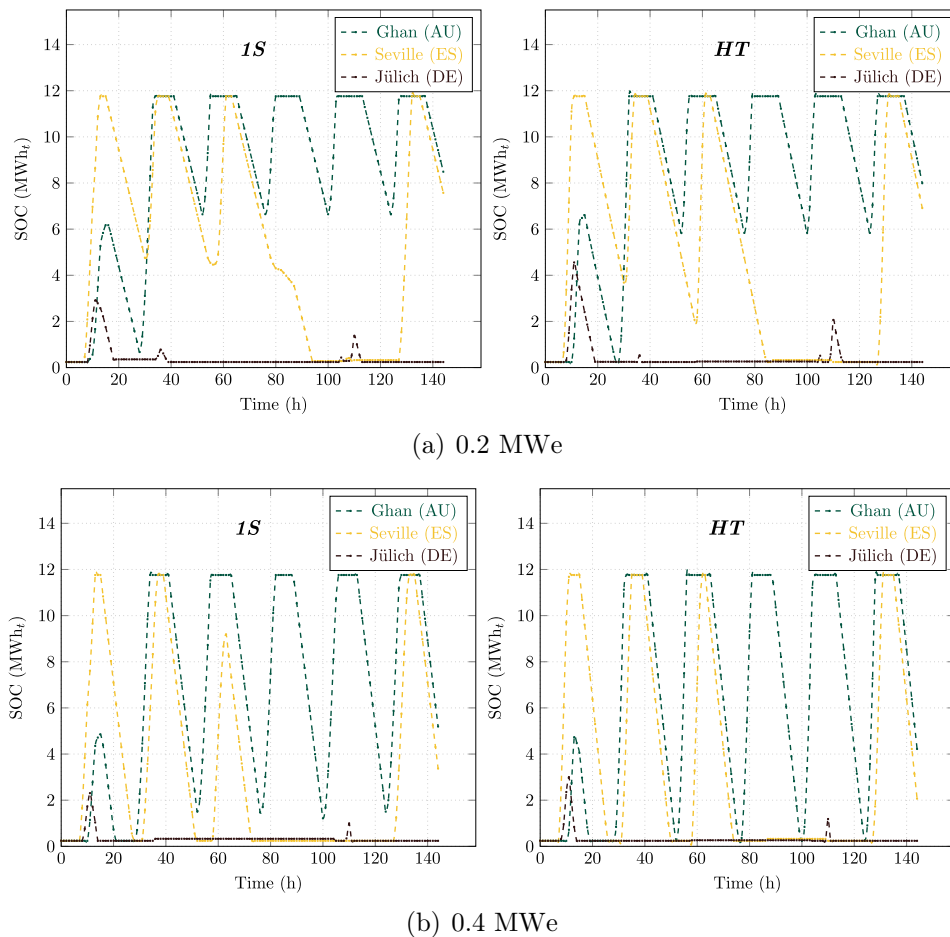 1S
Ghan (AU)
Seville (ES)
Jülich (DE)
SOC (MWht)
14
12
10
8
6
4
2
0
0 20 40 60 80 100 120 140
Time (h)
HT
Ghan (AU)
Seville (ES)
Jülich (DE)
SOC (MWht)
14
12
10
8
6
4
2
0
0 20 40 60 80 100 120 140
Time (h)
(a) 0.2 MWe
1S
Ghan (AU)
Seville (ES)
Jülich (DE)
SOC (MWht)
14
12
10
8
6
4
2
0
0 20 40 60 80 100 120 140
Time (h)
HT
Ghan (AU)
Seville (ES)
Jülich (DE)
SOC (MWht)
14
12
10
8
6
4
2
0
0 20 40 60 80 100 120 140
Time (h)
(b) 0.4 MWe